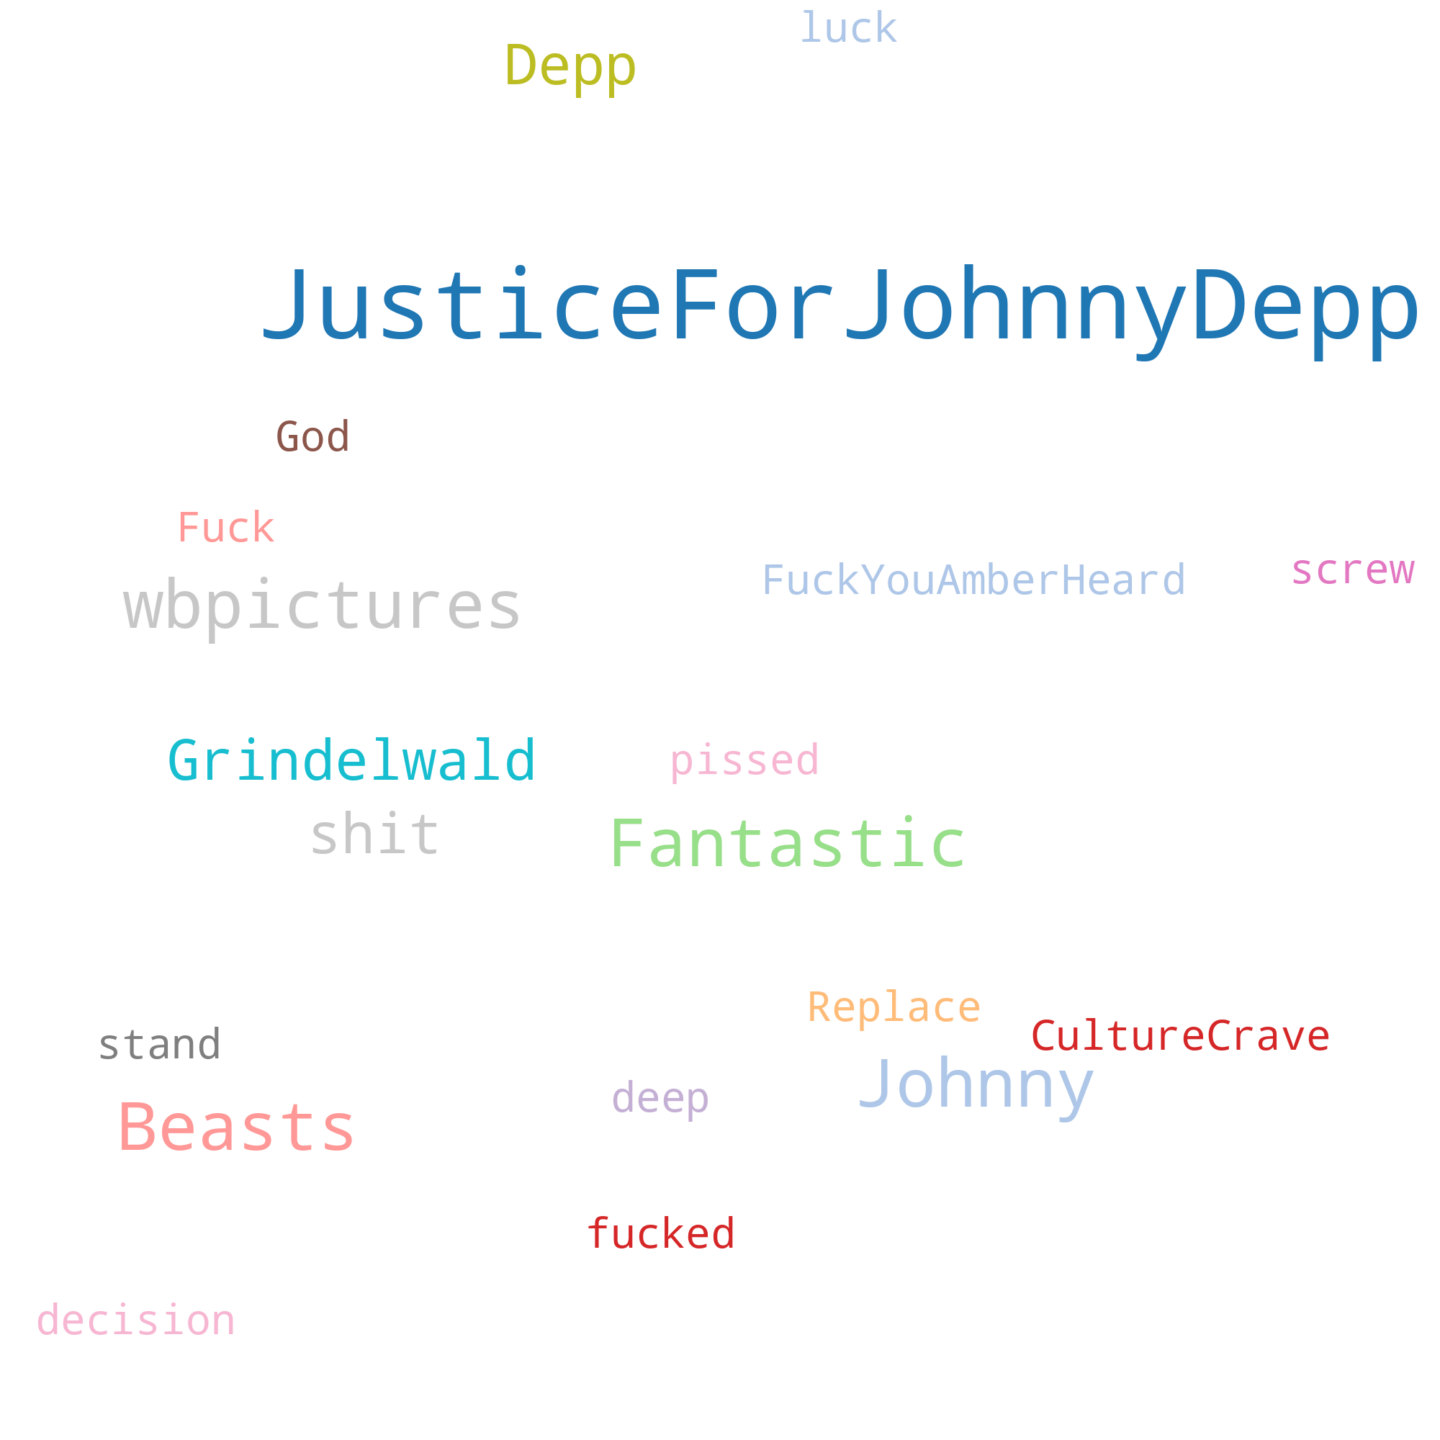 luck
Depp
JusticeForJohnnyDepp
God
Fuck
FuckYouAmberHeard
screw
wbpictures
Grindelwald
pissed
shit
Fantastic
Replace
CultureCrave
stand
Johnny
deep
Beasts
fucked
decision